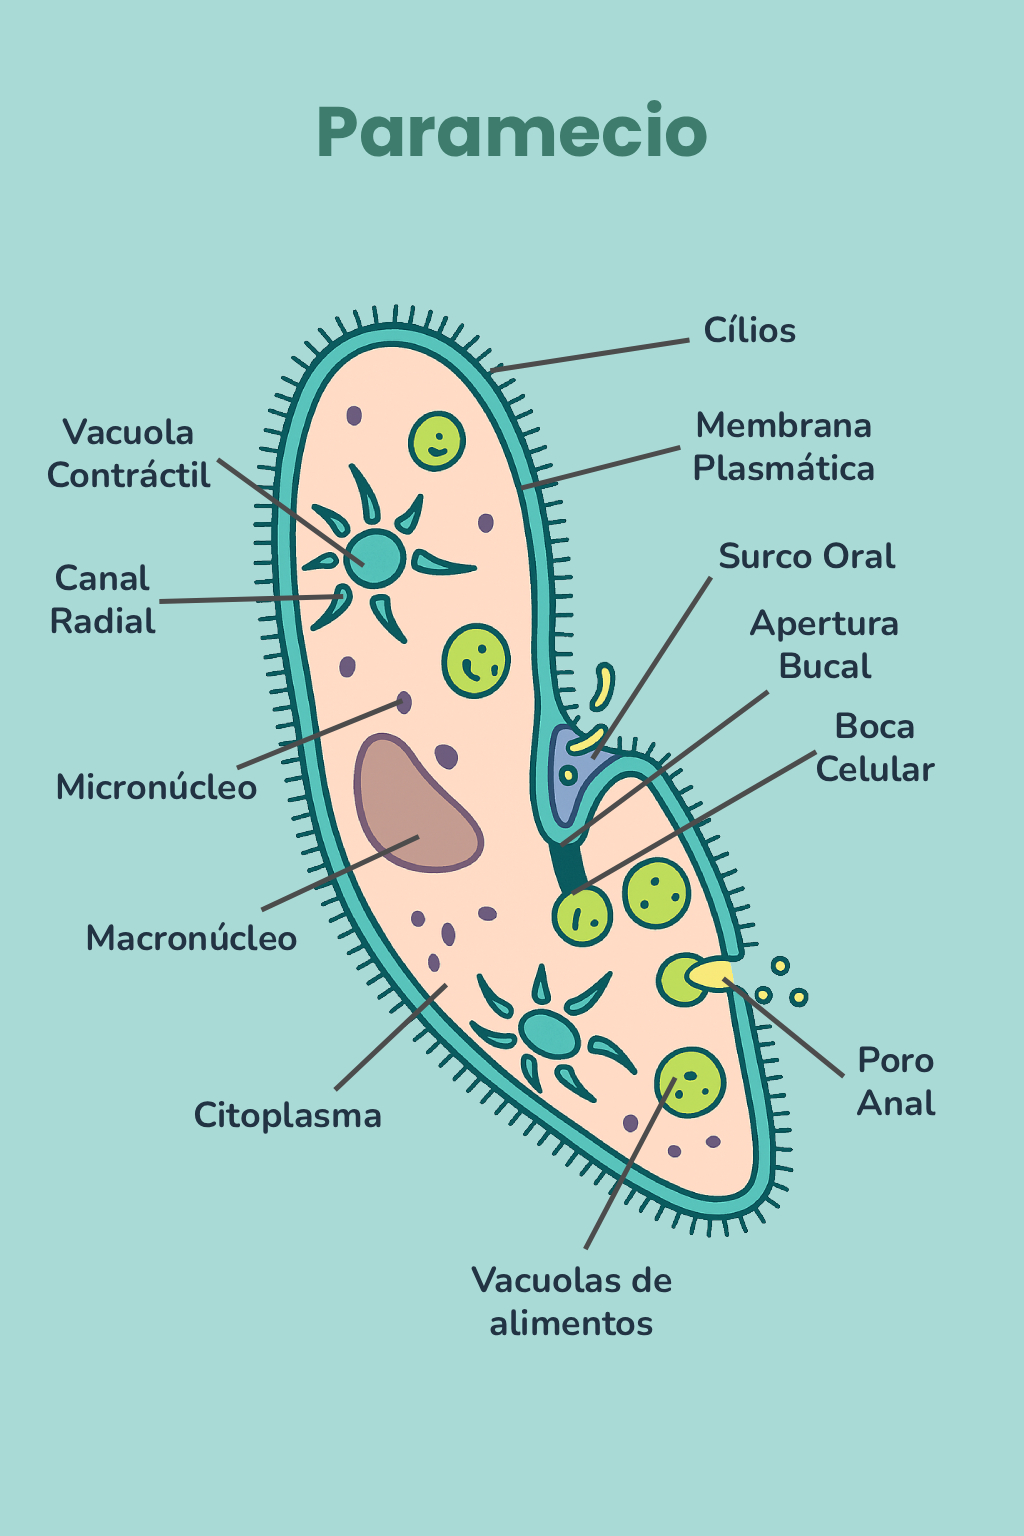 Paramecio
Cílios
Vacuola
Contráctil
Membrana
Plasmática
Surco Oral
Canal
Radial
Apertura
Bucal
Boca
Celular
Micronúcleo
Macronúcleo
Citoplasma
Poro
Anal
Vacuolas de
alimentos